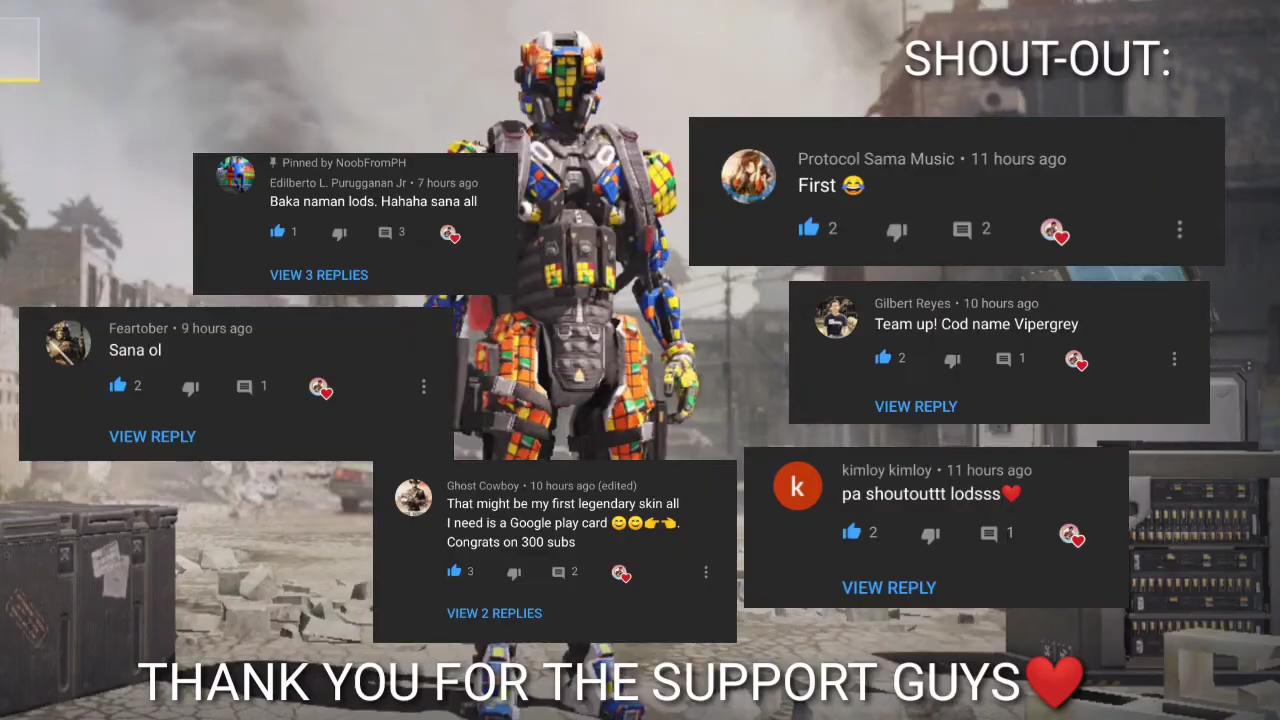 SHOUT-OUT:
Pinned by NoobFromPH
Edilberto L. Purugganan Jr • 7 hours ago
Baka naman lods. Hahaha sana all
1 3
VIEW 3 REPLIES
Protocol Sama Music • 11 hours ago
First 😂
2 2
Feartober • 9 hours ago
Sana ol
2 1
VIEW REPLY
Gilbert Reyes • 10 hours ago
Team up! Cod name Vipergrey
2 1
VIEW REPLY
Ghost Cowboy • 10 hours ago (edited)
That might be my first legendary skin all
I need is a Google play card 😊😊👉👈.
Congrats on 300 subs
3 2
VIEW 2 REPLIES
k
kimloy kimloy • 11 hours ago
pa shoutouttt lodsss❤️
2 1
VIEW REPLY
THANK YOU FOR THE SUPPORT GUYS❤️